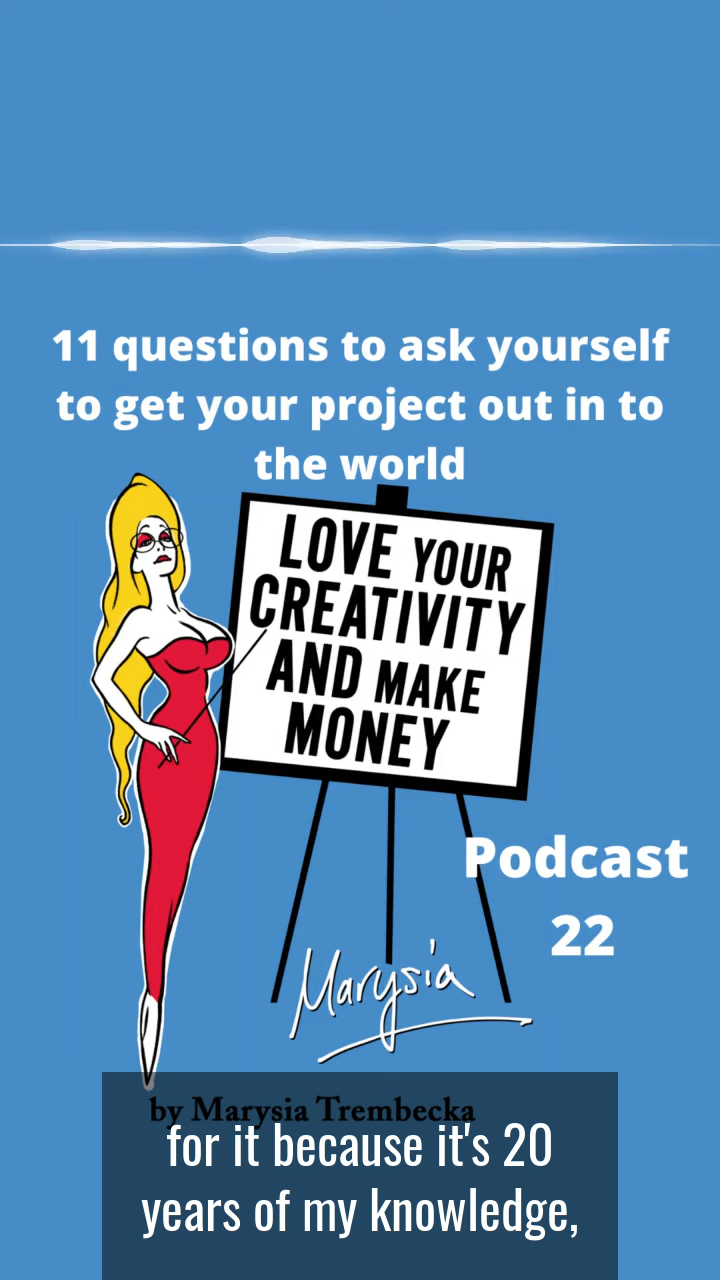 11 questions to ask yourself
to get your project out in to
the world
LOVE YOUR
CREATIVITY
AND MAKE
MONEY
Podcast
22
Marysia
by Marysia Trembecka
for it because it's 20
years of my knowledge,